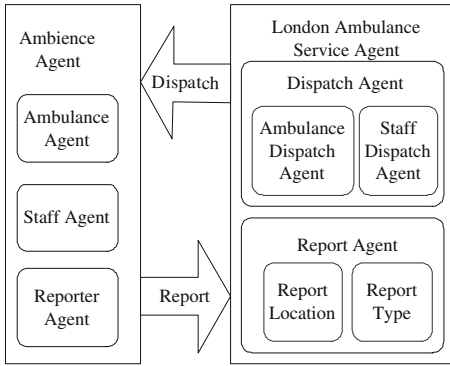 Ambience
Agent
Ambulance
Agent
Staff Agent
Reporter
Agent
Dispatch
Report
London Ambulance
Service Agent
Dispatch Agent
Ambulance
Dispatch
Agent
Staff
Dispatch
Agent
Report Agent
Report
Location
Report
Type